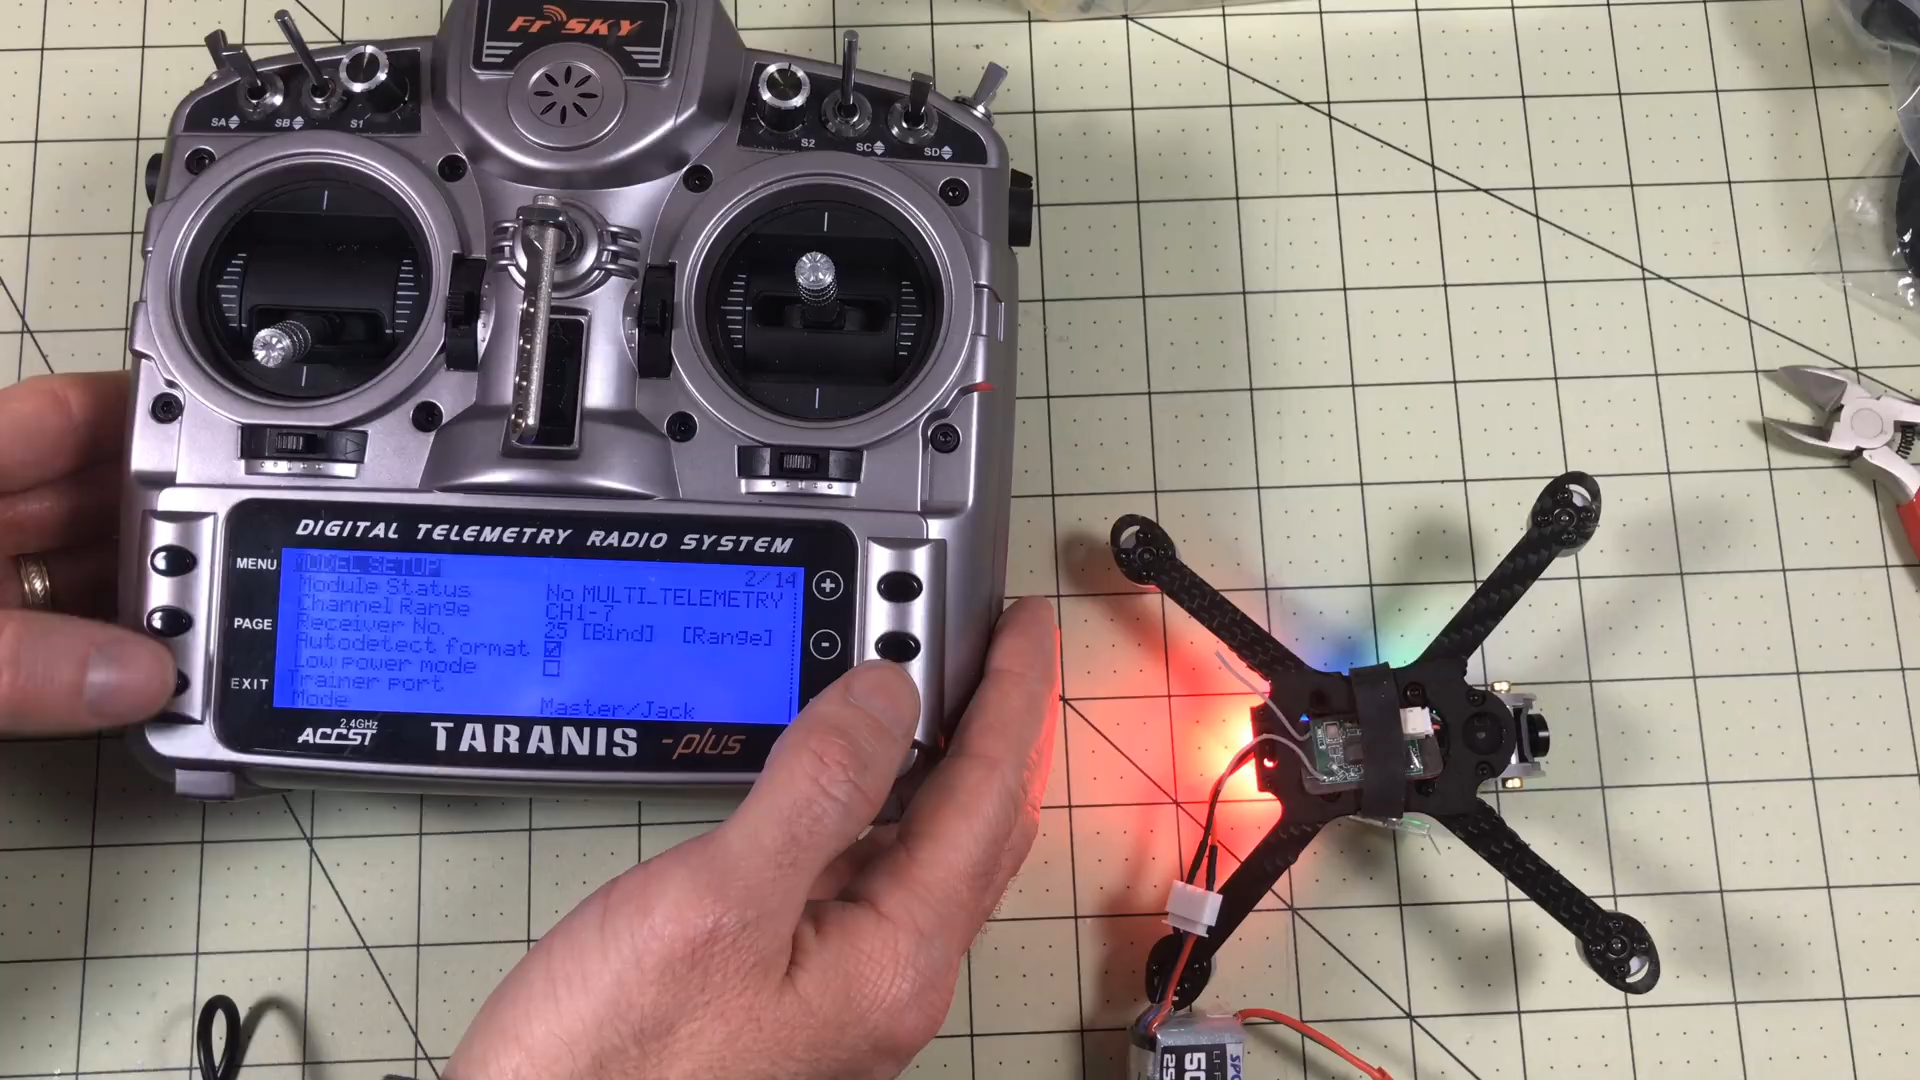 FrSKY
SA SB S1
S2 SC SD
DIGITAL TELEMETRY RADIO SYSTEM
MENU
PAGE
EXIT
MODEL SETUP 2/14
Module Status No MULTI_TELEMETRY
Channel Range CH1-7
Receiver No. 25 [Bind] [Range]
Autodetect format
Low power mode
Trainer port
Mode Master/Jack
+
-
2.4GHz
ACCST
TARANIS -plus